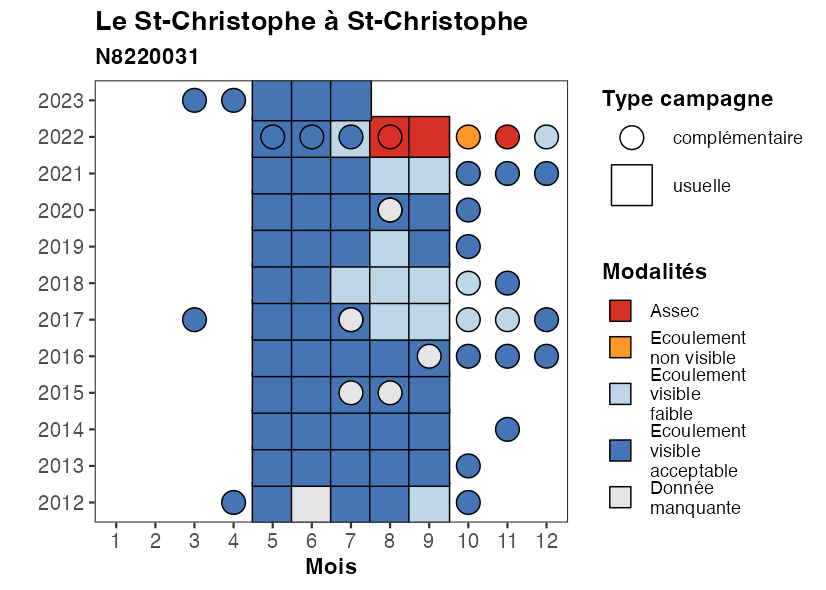 Le St-Christophe à St-Christophe
N8220031
2023
2022
2021
2020
2019
2018
2017
2016
2015
2014
2013
2012
1 2 3 4 5 6 7 8 9 10 11 12
Mois
Type campagne
complémentaire
usuelle
Modalités
Assec
Ecoulement
non visible
Ecoulement
visible
faible
Ecoulement
visible
acceptable
Donnée
manquante